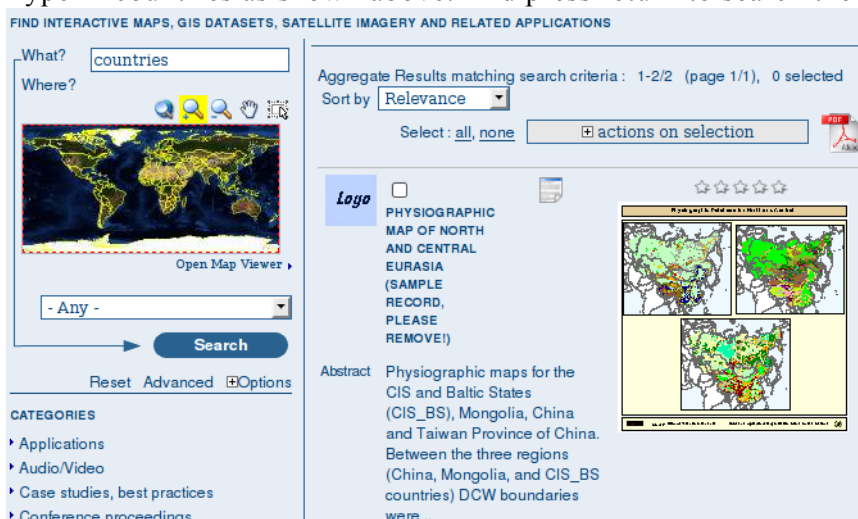 FIND INTERACTIVE MAPS, GIS DATASETS, SATELLITE IMAGERY AND RELATED APPLICATIONS
What?
countries
Where?
Open Map Viewer
- Any -
Search
Reset Advanced Options
CATEGORIES
Applications
Audio/Video
Case studies, best practices
Conference proceedings
Aggregate Results matching search criteria : 1-2/2 (page 1/1), 0 selected
Sort by Relevance
Select : all, none
actions on selection
PDF
Logo
PHYSIOGRAPHIC
MAP OF NORTH
AND CENTRAL
EURASIA
(SAMPLE
RECORD,
PLEASE
REMOVE!)
Abstract
Physiographic maps for the
CIS and Baltic States
(CIS_BS), Mongolia, China
and Taiwan Province of China.
Between the three regions
(China, Mongolia, and CIS_BS
countries) DCW boundaries
were...